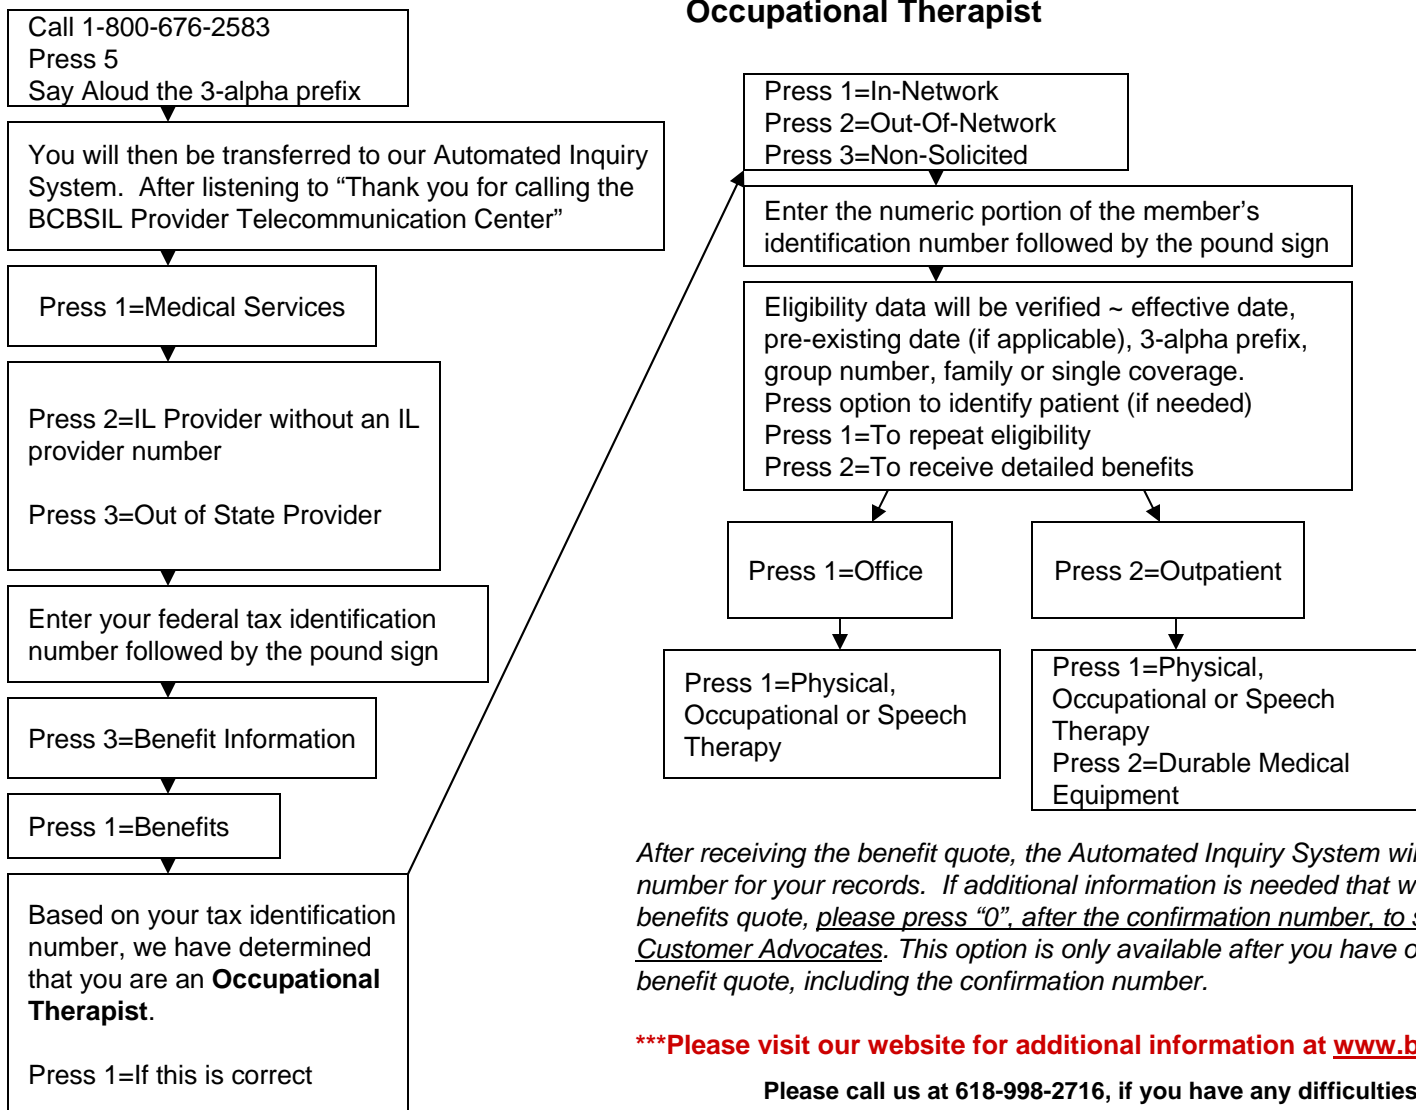 Occupational Therapist
Call 1-800-676-2583
Press 5
Say Aloud the 3-alpha prefix
You will then be transferred to our Automated Inquiry
System.  After listening to “Thank you for calling the
BCBSIL Provider Telecommunication Center”
Press 1=Medical Services
Press 2=IL Provider without an IL
provider number
Press 3=Out of State Provider
Enter your federal tax identification
number followed by the pound sign
Press 3=Benefit Information
Press 1=Benefits
Based on your tax identification
number, we have determined
that you are an Occupational
Therapist.
Press 1=If this is correct
Press 1=In-Network
Press 2=Out-Of-Network
Press 3=Non-Solicited
Enter the numeric portion of the member’s
identification number followed by the pound sign
Eligibility data will be verified ~ effective date,
pre-existing date (if applicable), 3-alpha prefix,
group number, family or single coverage.
Press option to identify patient (if needed)
Press 1=To repeat eligibility
Press 2=To receive detailed benefits
Press 1=Office
Press 2=Outpatient
Press 1=Physical,
Occupational or Speech
Therapy
Press 1=Physical,
Occupational or Speech
Therapy
Press 2=Durable Medical
Equipment
After receiving the benefit quote, the Automated Inquiry System
number for your records.  If additional information is needed that
benefits quote, please press “0”, after the confirmation number, to
Customer Advocates. This option is only available after you have
benefit quote, including the confirmation number.
***Please visit our website for additional information at
Please call us at 618-998-2716, if you have any difficulties